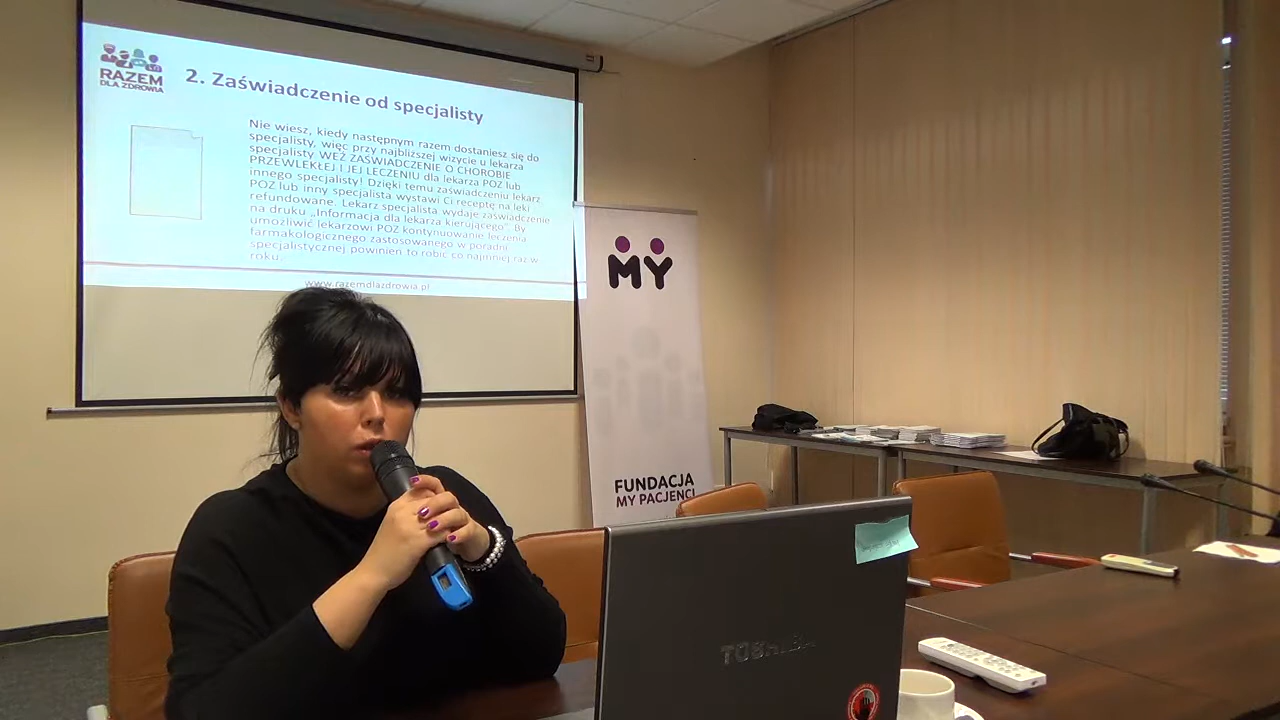 RAZEM
DLA ZDROWIA
2. Zaświadczenie od specjalisty
Nie wiesz, kiedy następnym razem dostaniesz się do
specjalisty, więc przy najbliższej wizycie u lekarza
specjalisty WEŹ ZAŚWIADCZENIE O CHOROBIE
PRZEWLEKŁEJ I JEJ LECZENIU dla lekarza POZ lub
innego specjalisty! Dzięki temu zaświadczeniu lekarz
POZ lub inny specjalista wystawi Ci receptę na leki
refundowane. Lekarz specjalista wydaje zaświadczenie
na druku „Informacja dla lekarza kierującego”. By
umożliwić lekarzowi POZ kontynuowanie leczenia
farmakologicznego zastosowanego w poradni
specjalistycznej powinien to robić co najmniej raz w
roku.
www.razemdlazdrowia.pl
MY
FUNDACJA
MY PACJENCI
TOSHIBA